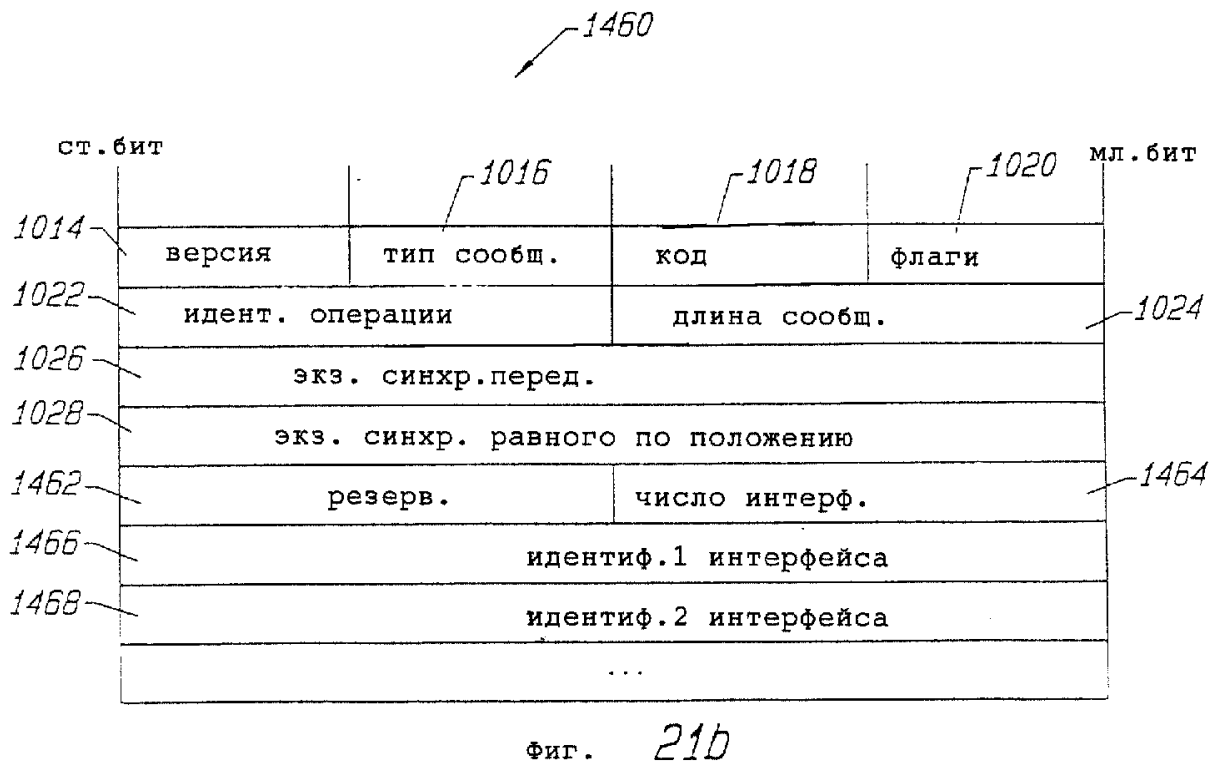 1460
ст.бит мл.бит
1016 1018 1020
1014 версия тип сообщ. код флаги
1022 идент. операции длина сообщ. 1024
1026 экз. синхр.перед.
1028 экз. синхр. равного по положению
1462 резерв. число интерф. 1464
1466 идентиф.1 интерфейса
1468 идентиф.2 интерфейса
...
Фиг. 21b